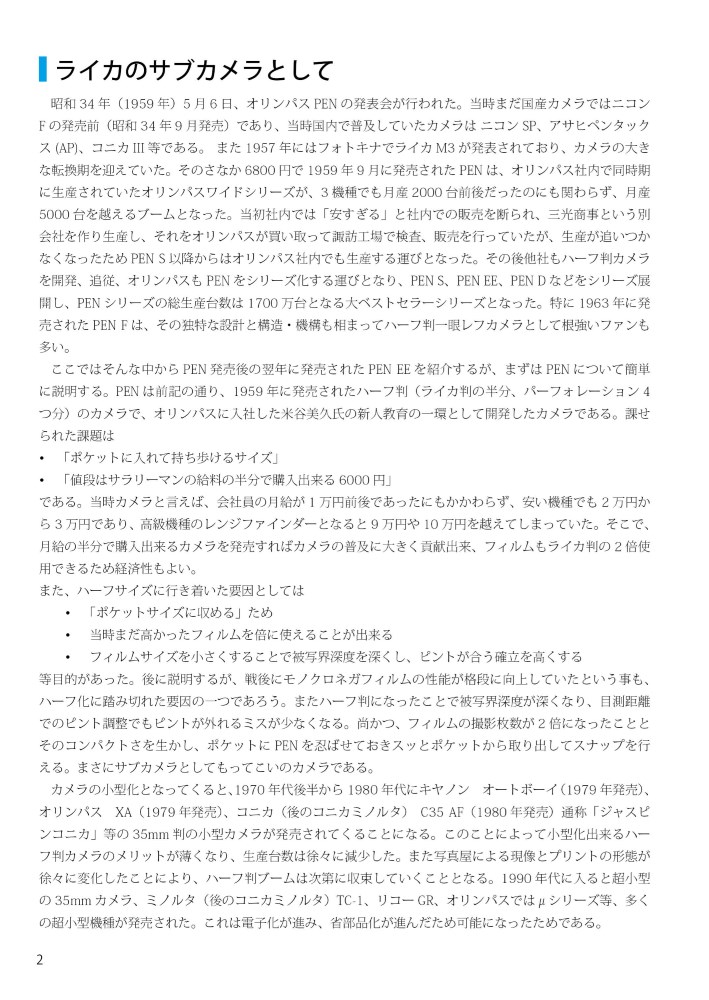 ライカのサブカメラとして
昭和 34 年（1959 年）5 月 6 日、オリンパス PEN の発表会が行われた。当時まだ国産カメラではニコン
F の発売前（昭和 34 年 9 月発売）であり、当時国内で普及していたカメラは ニコン SP、アサヒペンタック
ス (AP)、コニカ III 等である。 また 1957 年にはフォトキナでライカ M3 が発表されており、カメラの大き
な転換期を迎えていた。そのさなか 6800 円で 1959 年 9 月に発売された PEN は、オリンパス社内で同時期
に生産されていたオリンパスワイドシリーズが、3 機種でも月産 2000 台前後だったのにも関わらず、月産
5000 台を越えるブームとなった。当初社内では「安すぎる」と社内での販売を断られ、三光商事という別
会社を作り生産し、それをオリンパスが買い取って諏訪工場で検査、販売を行っていたが、生産が追いつか
なくなったため PEN S 以降からはオリンパス社内でも生産する運びとなった。その後他社もハーフ判カメラ
を開発、追従、オリンパスも PEN をシリーズ化する運びとなり、PEN S、PEN EE、PEN D などをシリーズ展
開し、PEN シリーズの総生産台数は 1700 万台となる大ベストセラーシリーズとなった。特に 1963 年に発
売された PEN F は、その独特な設計と構造・機構も相まってハーフ判一眼レフカメラとして根強いファンも
多い。
ここではそんな中から PEN 発売後の翌年に発売された PEN EE を紹介するが、まずは PEN について簡単
に説明する。PEN は前記の通り、1959 年に発売されたハーフ判（ライカ判の半分、パーフォレーション 4
つ分）のカメラで、オリンパスに入社した米谷美久氏の新人教育の一環として開発したカメラである。課せ
られた課題は
• 「ポケットに入れて持ち歩けるサイズ」
• 「値段はサラリーマンの給料の半分で購入出来る 6000 円」
である。当時カメラと言えば、会社員の月給が 1 万円前後であったにもかかわらず、安い機種でも 2 万円か
ら 3 万円であり、高級機種のレンジファインダーとなると 9 万円や 10 万円を越えてしまっていた。そこで、
月給の半分で購入出来るカメラを発売すればカメラの普及に大きく貢献出来、フィルムもライカ判の 2 倍使
用できるため経済性もよい。
また、ハーフサイズに行き着いた要因としては
• 「ポケットサイズに収める」ため
• 当時まだ高かったフィルムを倍に使えることが出来る
• フィルムサイズを小さくすることで被写界深度を深くし、ピントが合う確立を高くする
等目的があった。後に説明するが、戦後にモノクロネガフィルムの性能が格段に向上していたという事も、
ハーフ化に踏み切れた要因の一つであろう。またハーフ判になったことで被写界深度が深くなり、目測距離
でのピント調整でもピントが外れるミスが少なくなる。尚かつ、フィルムの撮影枚数が 2 倍になったことと
そのコンパクトさを生かし、ポケットに PEN を忍ばせておきスッとポケットから取り出してスナップを行
える。まさにサブカメラとしてもってこいのカメラである。
カメラの小型化となってくると、1970 年代後半から 1980 年代にキヤノン　オートボーイ（1979 年発売）、
オリンパス　XA（1979 年発売）、コニカ（後のコニカミノルタ）　C35 AF（1980 年発売）通称「ジャスピ
ンコニカ」等の 35mm 判の小型カメラが発売されてくることになる。このことによって小型化出来るハー
フ判カメラのメリットが薄くなり、生産台数は徐々に減少した。また写真屋による現像とプリントの形態が
徐々に変化したことにより、ハーフ判ブームは次第に収束していくこととなる。1990 年代に入ると超小型
の 35mm カメラ、ミノルタ（後のコニカミノルタ）TC-1、リコー GR、オリンパスでは μ シリーズ等、多く
の超小型機種が発売された。これは電子化が進み、省部品化が進んだため可能になったためである。
2